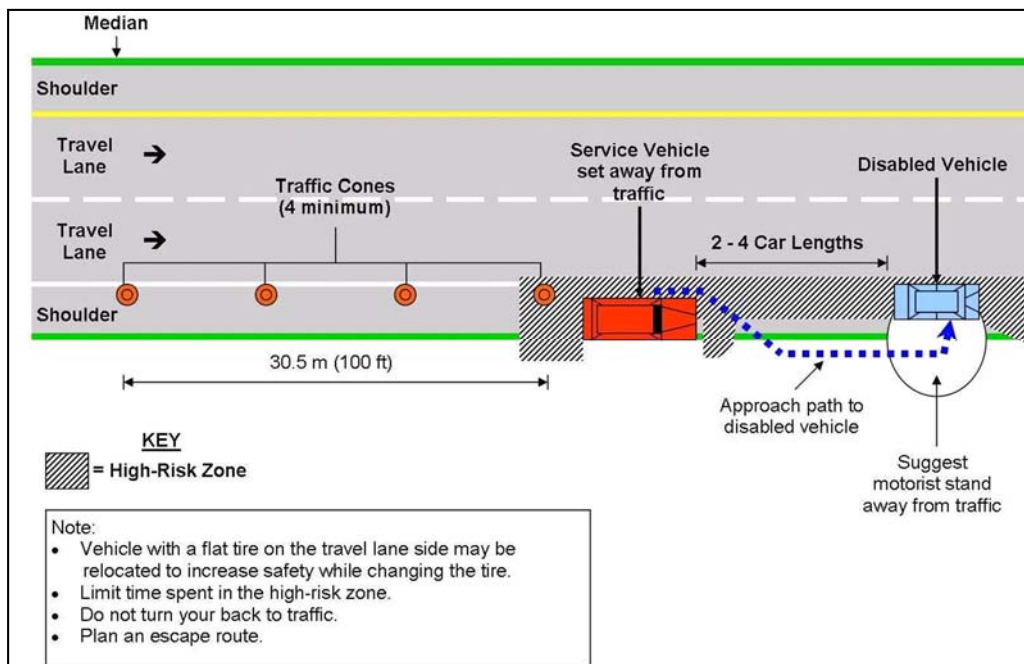 Median
Shoulder
Travel
Lane
Service Vehicle
set away from
traffic
Disabled Vehicle
Traffic Cones
(4 minimum)
Travel
Lane
2 - 4 Car Lengths
Shoulder
30.5 m (100 ft)
Approach path to
disabled vehicle
KEY
= High-Risk Zone
Suggest
motorist stand
away from traffic
Note:
• Vehicle with a flat tire on the travel lane side may be
relocated to increase safety while changing the tire.
• Limit time spent in the high-risk zone.
• Do not turn your back to traffic.
• Plan an escape route.